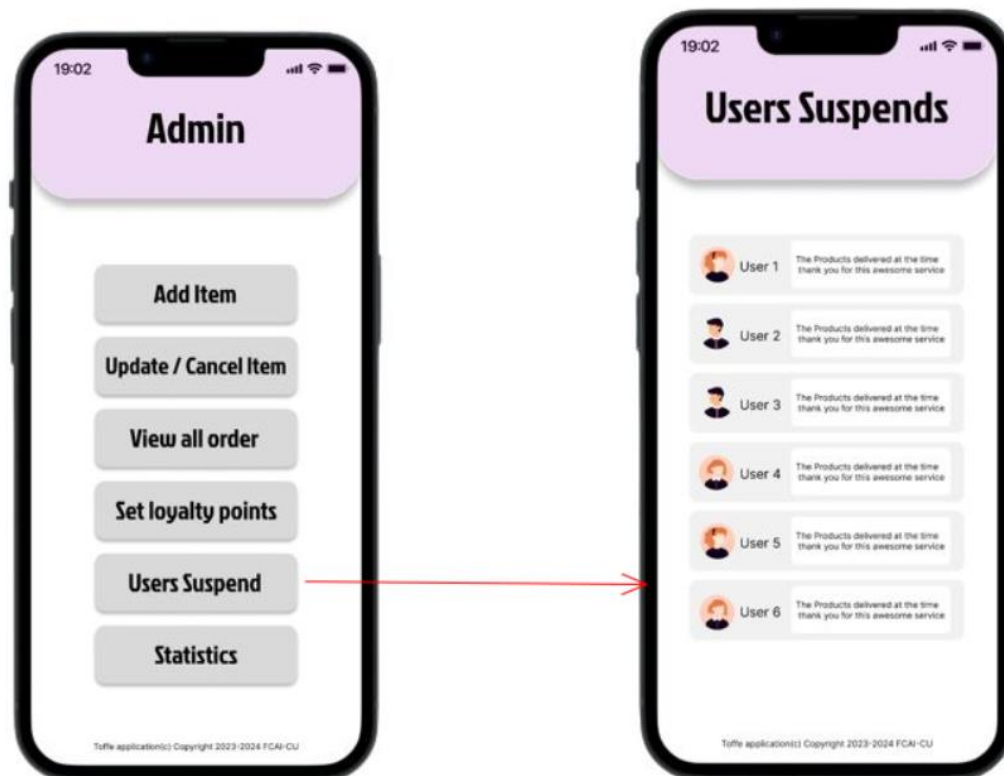 19:02
Admin
Add Item
Update / Cancel Item
View all order
Set loyalty points
Users Suspend
Statistics
Toffe application(c) Copyright 2023-2024 FCAI-CU
19:02
Users Suspends
User 1
The Products delivered at the time
thank you for this awesome service
User 2
The Products delivered at the time
thank you for this awesome service
User 3
The Products delivered at the time
thank you for this awesome service
User 4
The Products delivered at the time
thank you for this awesome service
User 5
The Products delivered at the time
thank you for this awesome service
User 6
The Products delivered at the time
thank you for this awesome service
Toffe application(c) Copyright 2023-2024 FCAI-CU